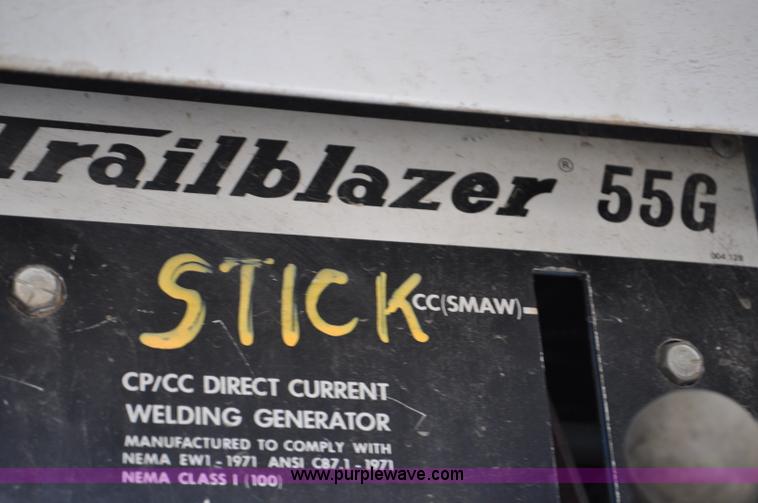 Trailblazer® 55G
004 128
STICK CC(SMAW)
CP/CC DIRECT CURRENT
WELDING GENERATOR
MANUFACTURED TO COMPLY WITH
NEMA EW1 - 1971 ANSI C87.1 - 1971
NEMA CLASS I (100)
www.purplewave.com